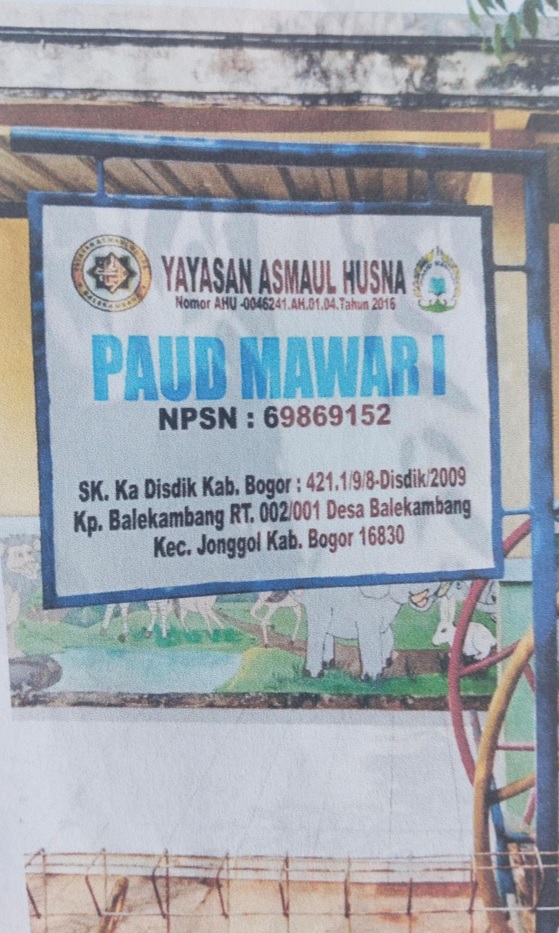 YAYASAN ASMAUL HUSNA
Nomor AHU -0046241.AH.01.04.Tahun 2016
PAUD MAWAR I
NPSN : 69869152
SK. Ka Disdik Kab. Bogor : 421.1/9/8-Disdik/2009
Kp. Balekambang RT. 002/001 Desa Balekambang
Kec. Jonggol Kab. Bogor 16830